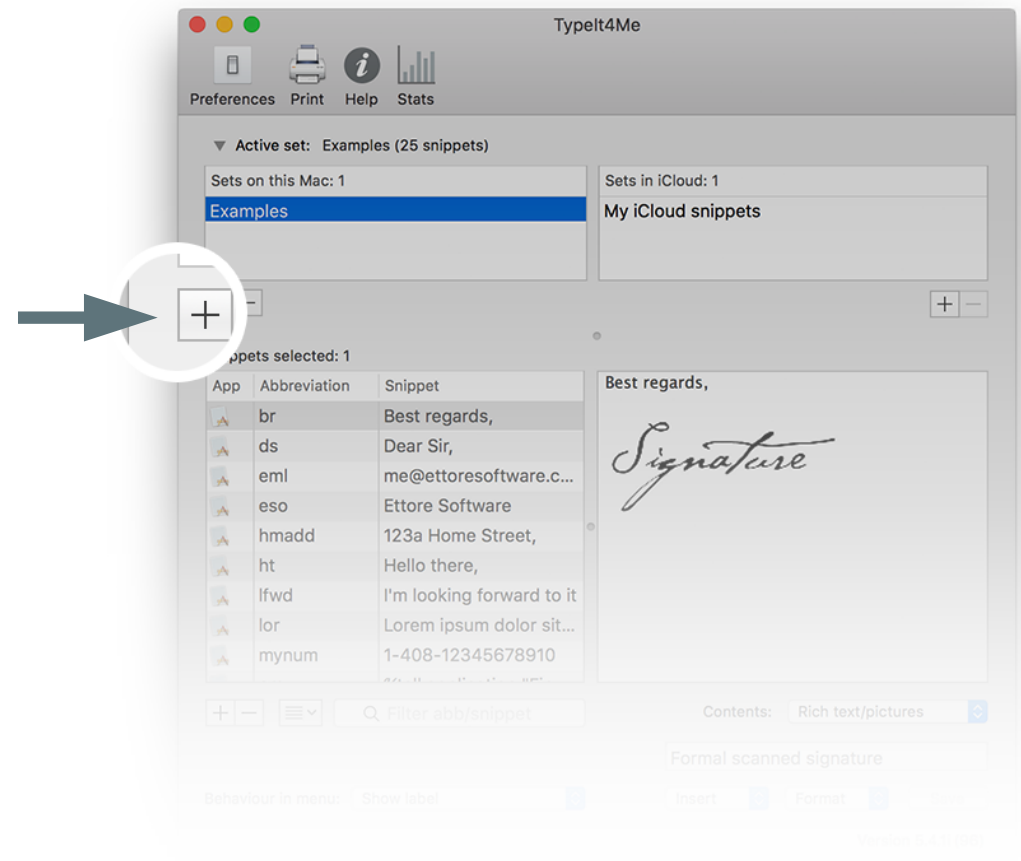 TypeIt4Me
Preferences Print Help Stats
Active set: Examples (25 snippets)
Sets on this Mac: 1
Examples
Sets in iCloud: 1
My iCloud snippets
selected: 1
App Abbreviation Snippet
br Best regards,
ds Dear Sir,
eml me@ettoresoftware.c...
eso Ettore Software
hmadd 123a Home Street,
ht Hello there,
lfwd I'm looking forward to it
lor Lorem ipsum dolor sit...
mynum 1-408-12345678910
Best regards,
Signature
Filter abb/snippet
Contents: Rich text/pictures
Formal scanned signature
Behaviour in menu: Show label
Insert Format